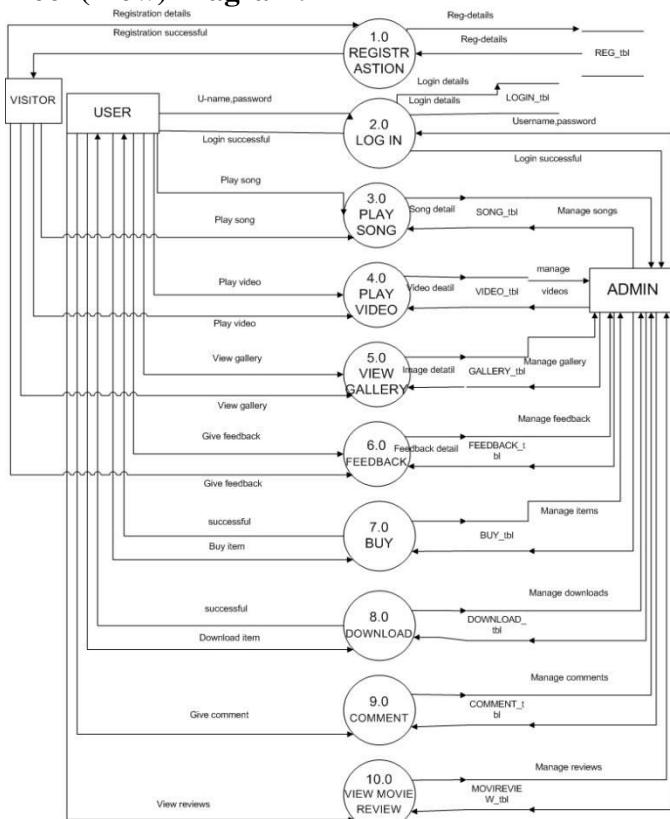 Registration details
Registration successful
1.0
REGISTR
ASTION
Reg-details
Reg-details
REG_tbl
VISITOR
USER
U-name,password
Login successful
2.0
LOG IN
Login details
Login details
LOGIN_tbl
Username,password
Login successful
Play song
Play song
3.0
PLAY
SONG
Song detail
SONG_tbl
Manage songs
ADMIN
Play video
Play video
4.0
PLAY
VIDEO
Video deatil
VIDEO_tbl
manage
videos
View gallery
View gallery
5.0
VIEW
GALLERY
Image detatil
GALLERY_tbl
Manage gallery
Give feedback
Give feedback
6.0
FEEDBACK
Feedback detail
FEEDBACK_t
bl
Manage feedback
successful
Buy item
7.0
BUY
BUY_tbl
Manage items
successful
Download item
8.0
DOWNLOAD
DOWNLOAD_
tbl
Manage downloads
Give comment
9.0
COMMENT
COMMENT_t
bl
Manage comments
View reviews
10.0
VIEW MOVIE
REVIEW
MOVIREVIE
W_tbl
Manage reviews